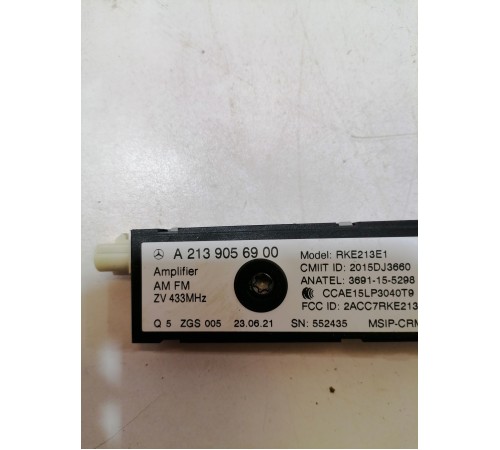 A 213 905 69 00
Amplifier
AM FM
ZV 433MHz
Q 5 ZGS 005 23.06.21 SN: 552435 MSIP-CRM
Model: RKE213E1
CMIIT ID: 2015DJ3660
ANATEL: 3691-15-5298
CCAE15LP3040T9
FCC ID: 2ACC7RKE213